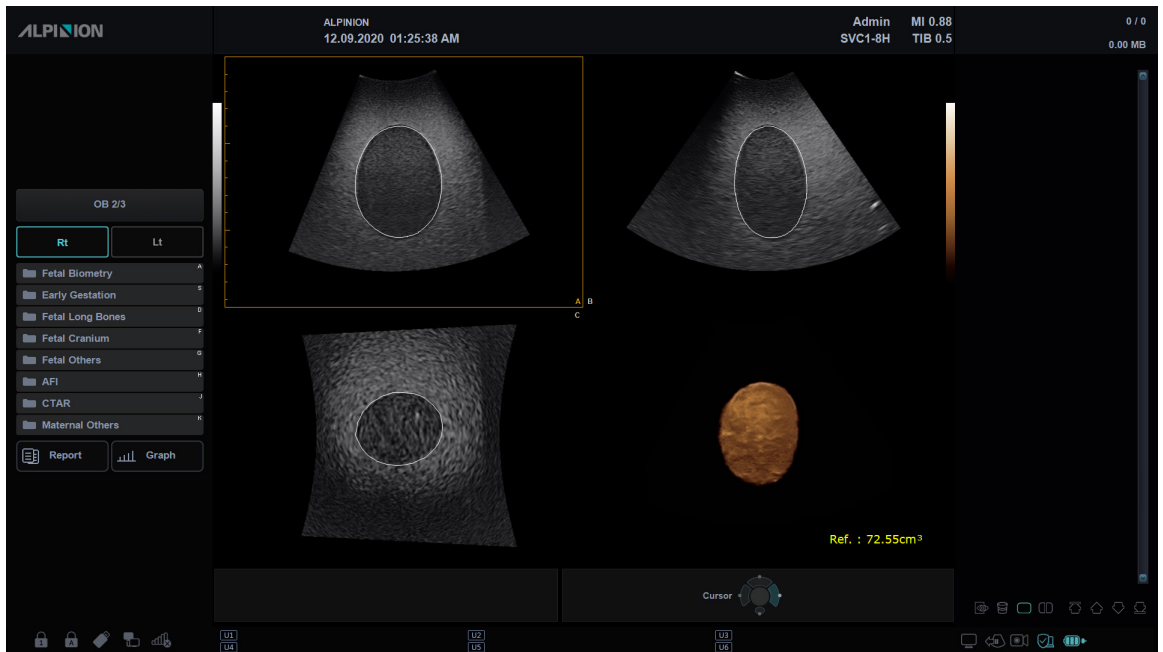 ALPINION
ALPINION
12.09.2020 01:25:38 AM
Admin MI 0.88
SVC1-8H TIB 0.5
0 / 0
0.00 MB
OB 2/3
Rt Lt
Fetal Biometry A
Early Gestation S
Fetal Long Bones D
Fetal Cranium F
Fetal Others G
AFI H
CTAR J
Maternal Others K
Report Graph
A B
C
Ref. : 72.55cm³
Cursor
1 A
U1 U2 U3
U4 U5 U6